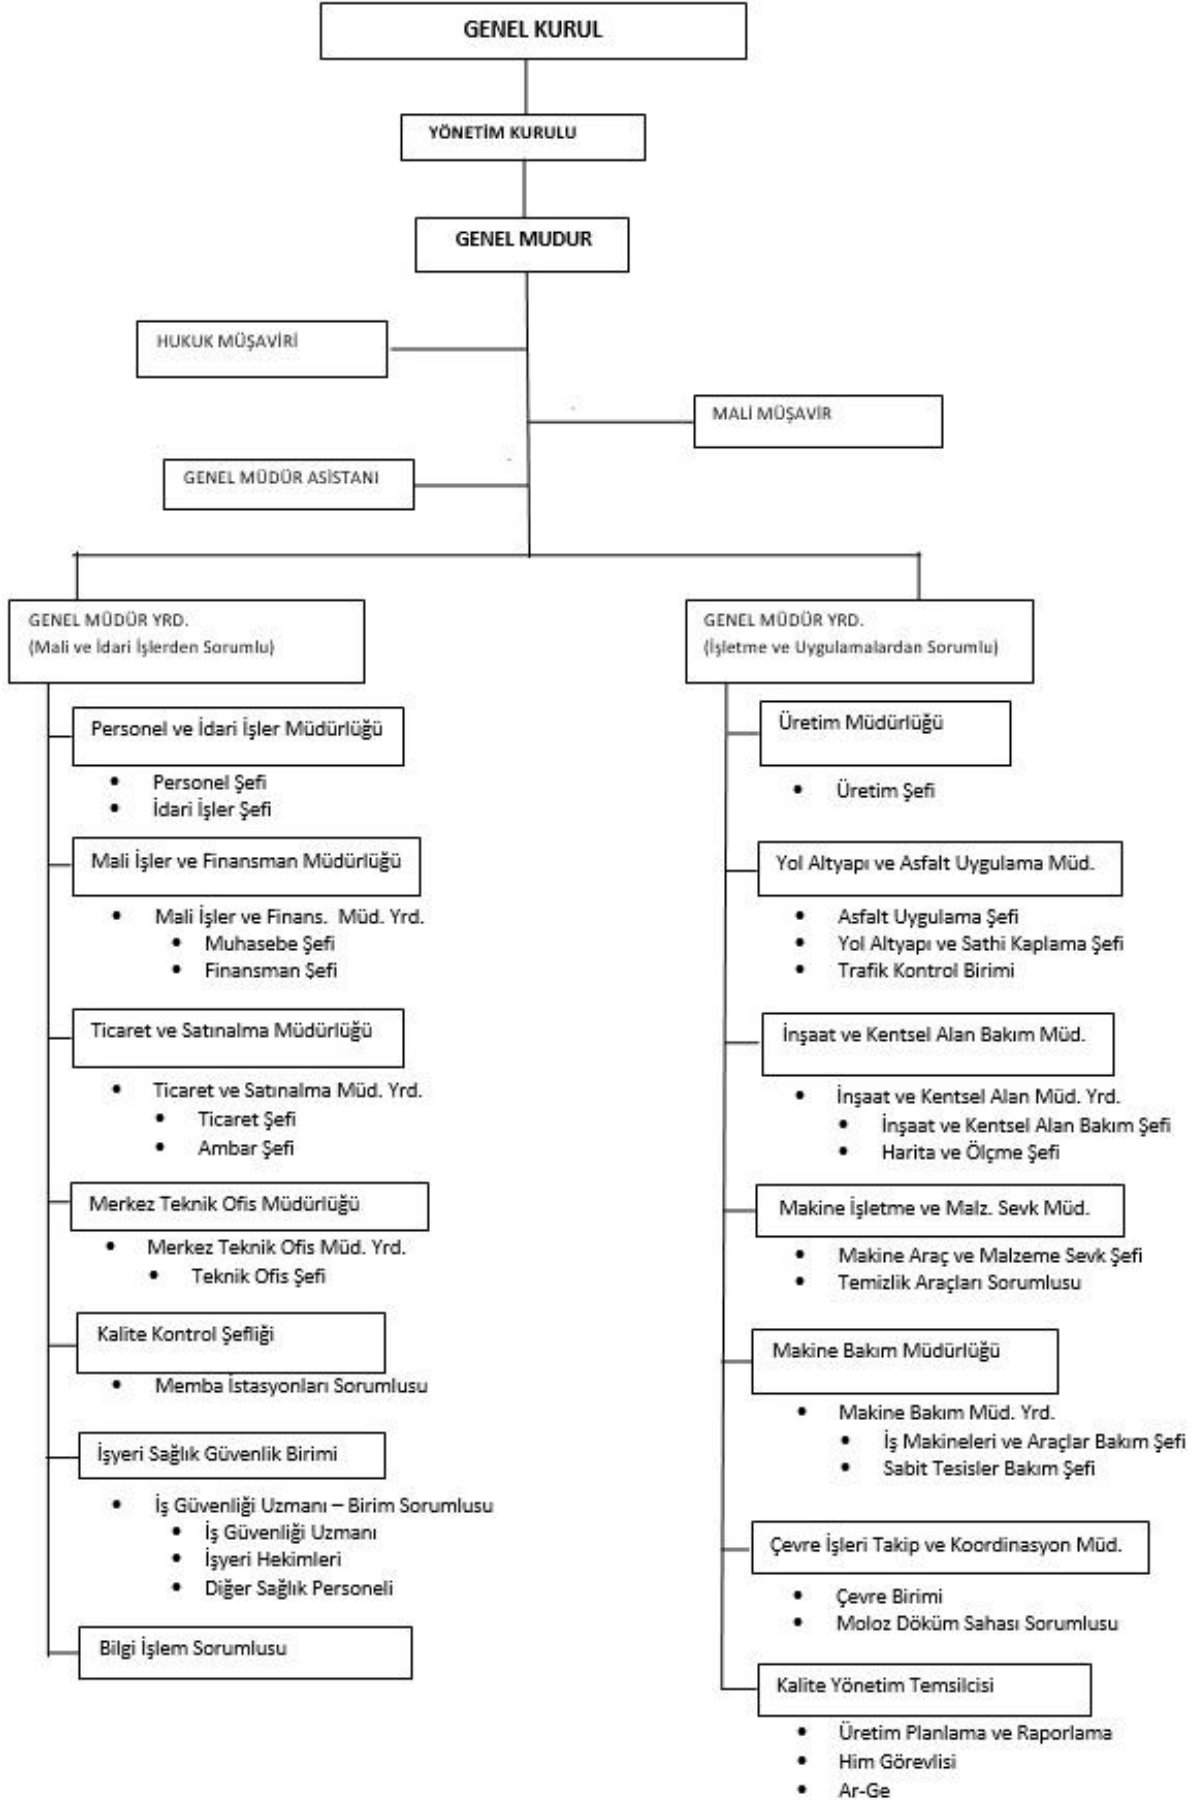 GENEL KURUL
YÖNETİM KURULU
GENEL MUDUR
HUKUK MÜŞAVİRİ
MALİ MÜŞAVİR
GENEL MÜDÜR ASİSTANI
GENEL MÜDÜR YRD.
(Mali ve İdari İşlerden Sorumlu)
Personel ve İdari İşler Müdürlüğü
• Personel Şefi
• İdari İşler Şefi
Mali İşler ve Finansman Müdürlüğü
• Mali İşler ve Finans. Müd. Yrd.
• Muhasebe Şefi
• Finansman Şefi
Ticaret ve Satınalma Müdürlüğü
• Ticaret ve Satınalma Müd. Yrd.
• Ticaret Şefi
• Ambar Şefi
Merkez Teknik Ofis Müdürlüğü
• Merkez Teknik Ofis Müd. Yrd.
• Teknik Ofis Şefi
Kalite Kontrol Şefliği
• Memba İstasyonları Sorumlusu
İşyeri Sağlık Güvenlik Birimi
• İş Güvenliği Uzmanı – Birim Sorumlusu
• İş Güvenliği Uzmanı
• İşyeri Hekimleri
• Diğer Sağlık Personeli
Bilgi İşlem Sorumlusu
GENEL MÜDÜR YRD.
(İşletme ve Uygulamalardan Sorumlu)
Üretim Müdürlüğü
• Üretim Şefi
Yol Altyapı ve Asfalt Uygulama Müd.
• Asfalt Uygulama Şefi
• Yol Altyapı ve Sathi Kaplama Şefi
• Trafik Kontrol Birimi
İnşaat ve Kentsel Alan Bakım Müd.
• İnşaat ve Kentsel Alan Müd. Yrd.
• İnşaat ve Kentsel Alan Bakım Şefi
• Harita ve Ölçme Şefi
Makine İşletme ve Malz. Sevk Müd.
• Makine Araç ve Malzeme Sevk Şefi
• Temizlik Araçları Sorumlusu
Makine Bakım Müdürlüğü
• Makine Bakım Müd. Yrd.
• İş Makineleri ve Araçlar Bakım Şefi
• Sabit Tesisler Bakım Şefi
Çevre İşleri Takip ve Koordinasyon Müd.
• Çevre Birimi
• Moloz Döküm Sahası Sorumlusu
Kalite Yönetim Temsilcisi
• Üretim Planlama ve Raporlama
• Him Görevlisi
• Ar-Ge